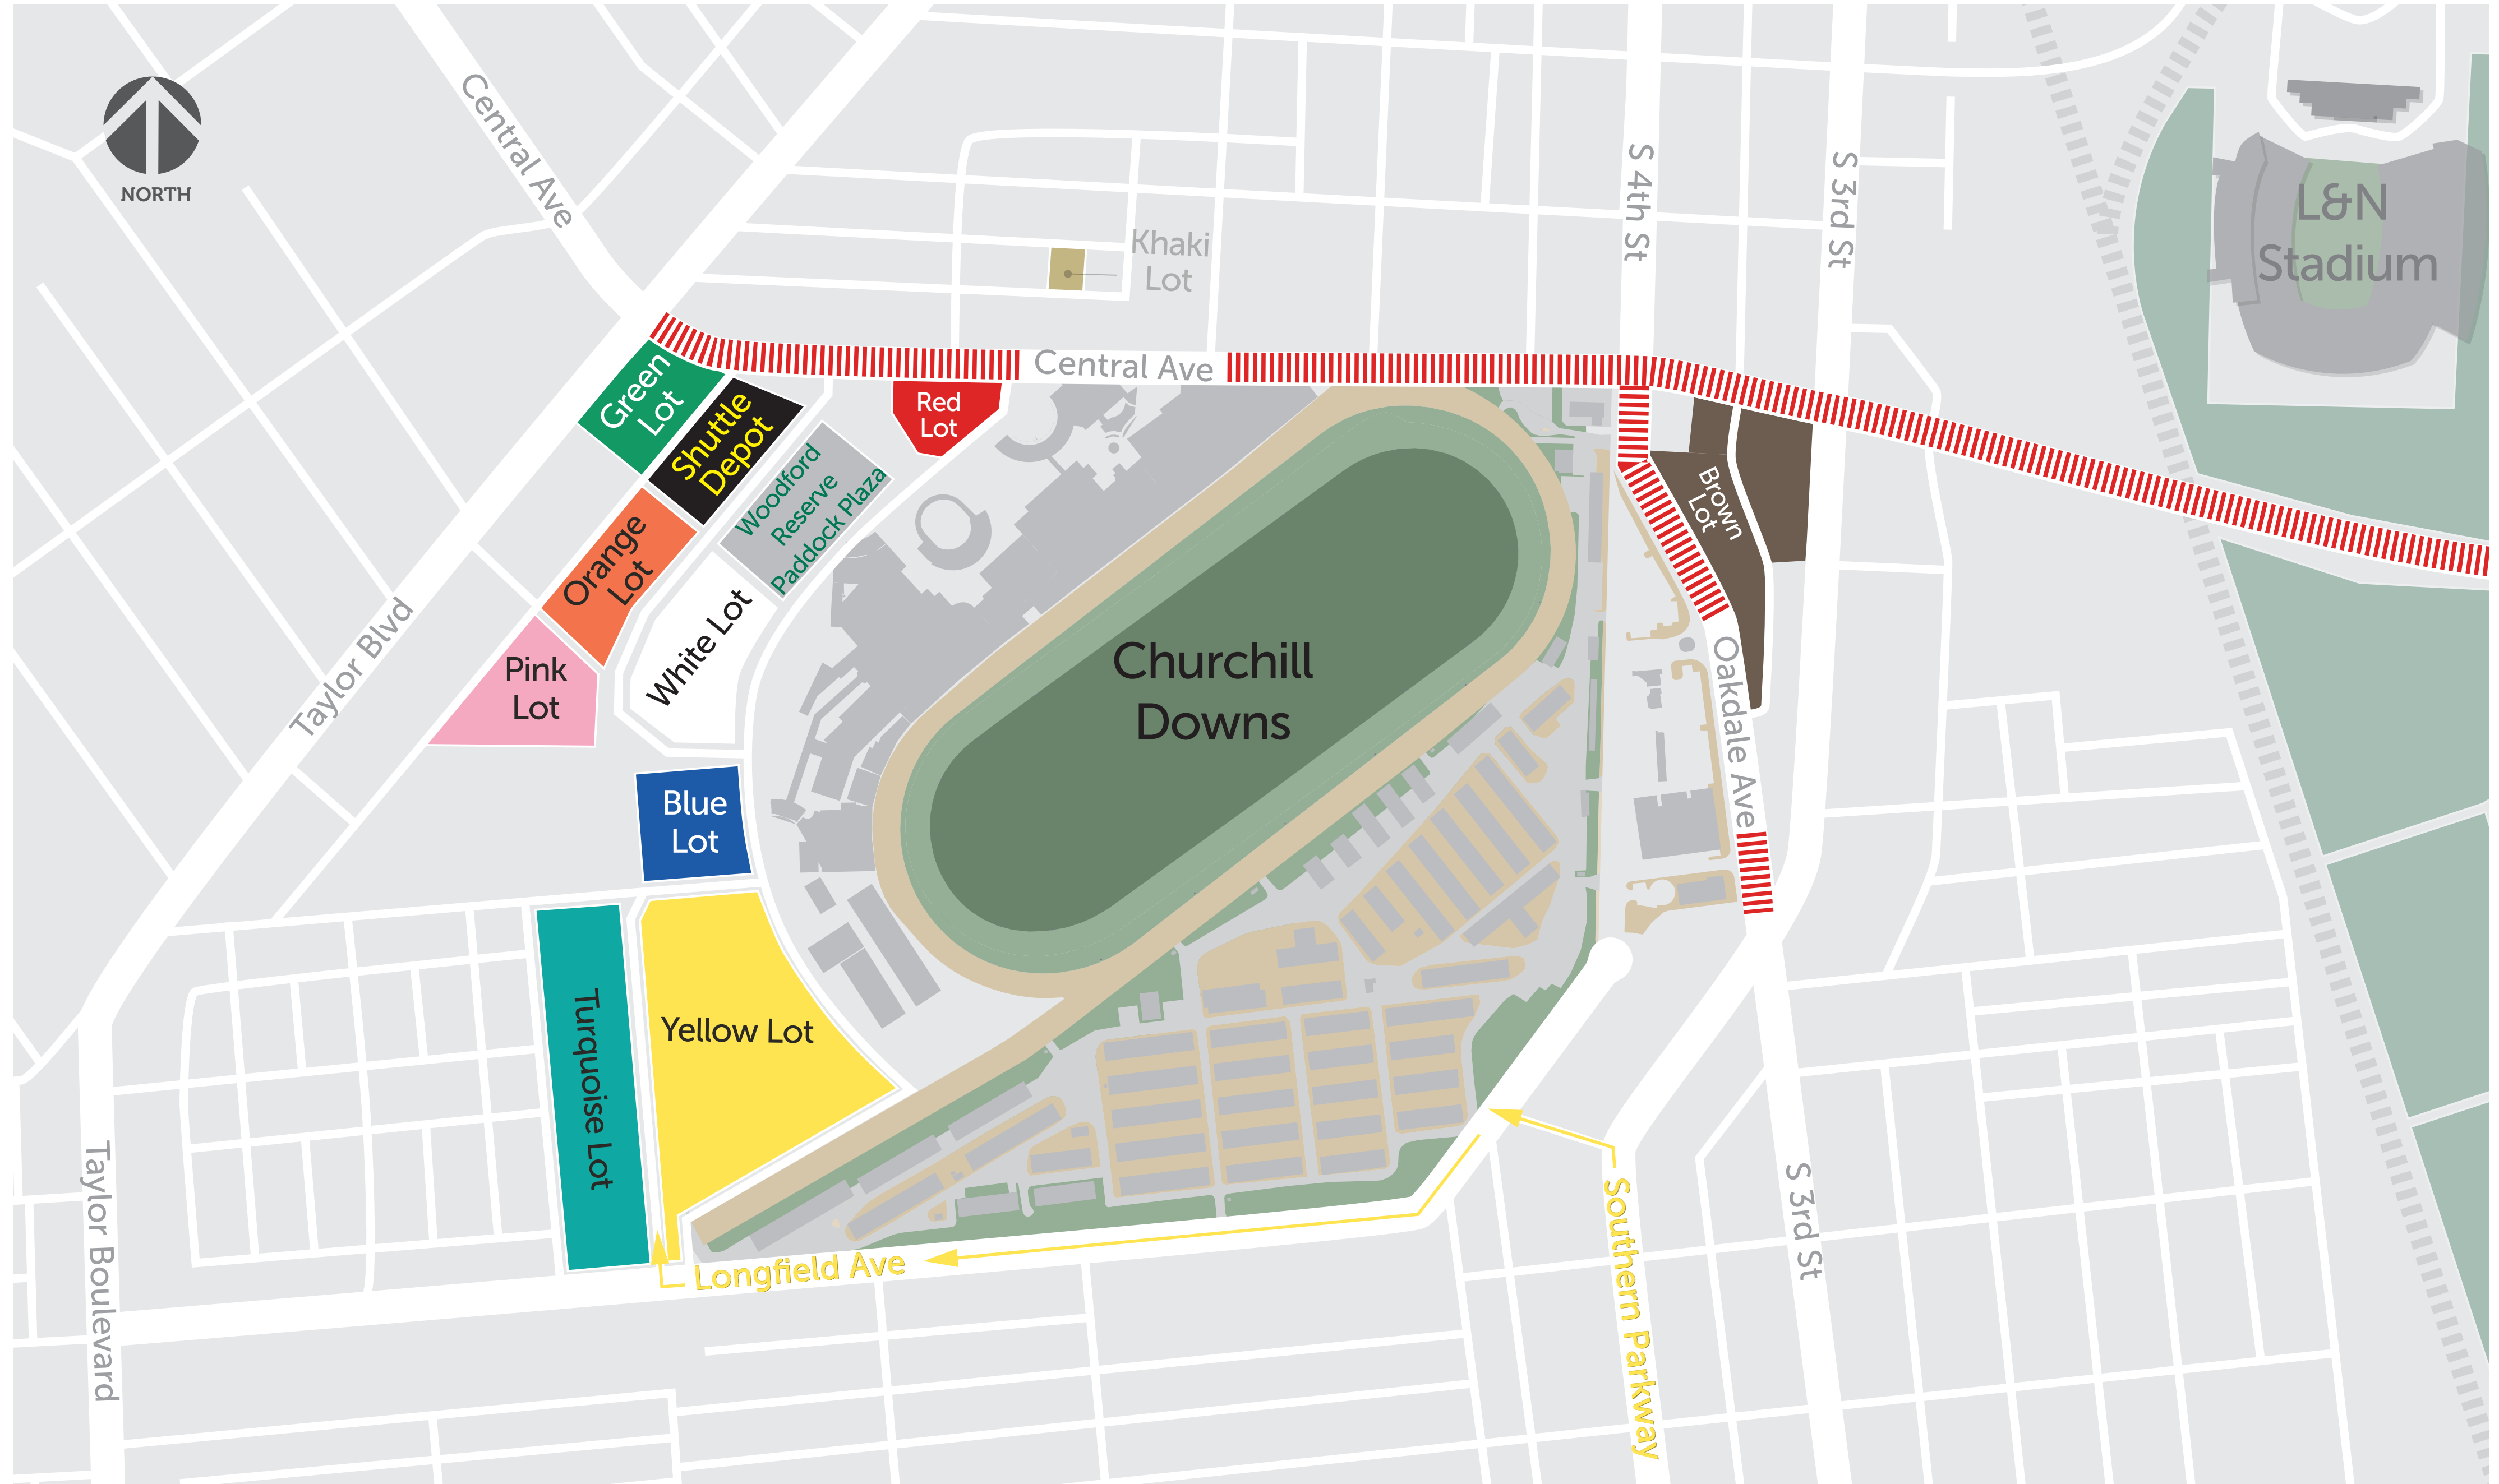 NORTH
Central Ave
S 4th St
S 3rd St
L&N
Stadium
Khaki
Lot
Central Ave
Green
Lot
Shuttle
Depot
Red
Lot
Woodford
Reserve
Paddock Plaza
Brown
Lot
Orange
Lot
White Lot
Taylor Blvd
Pink
Lot
Churchill
Downs
Oakdale Ave
Blue
Lot
Turquoise Lot
Yellow Lot
Taylor Boulevard
Longfield Ave
Southern Parkway
S 3rd St